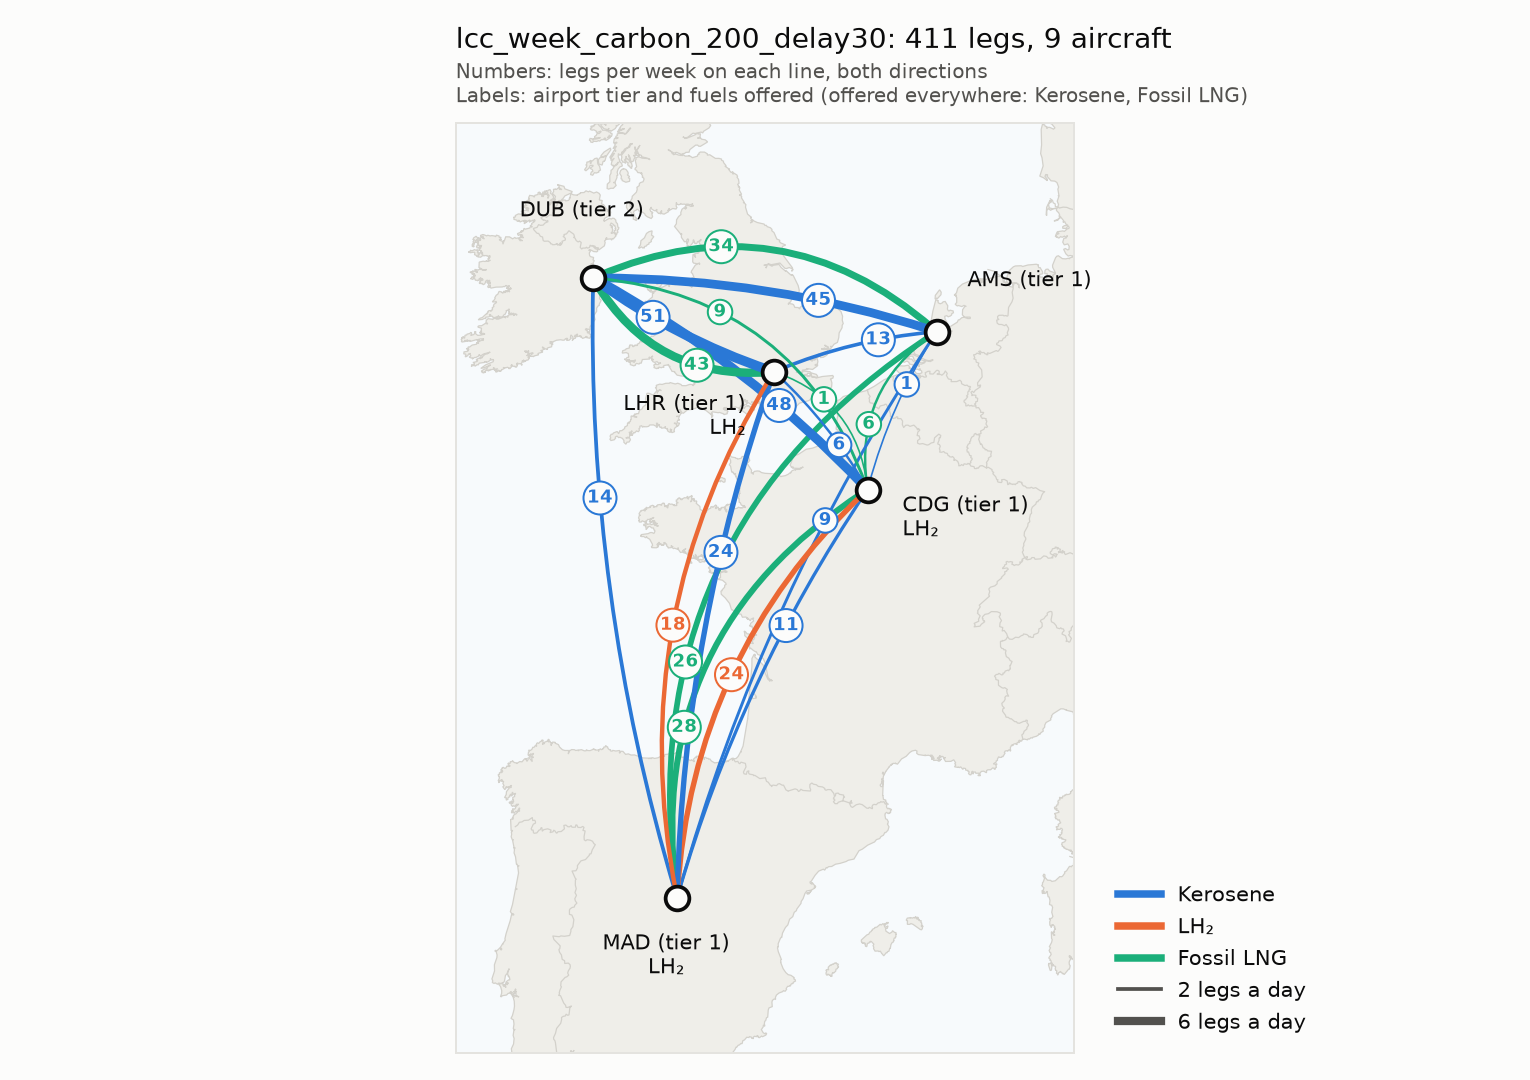 lcc_week_carbon_200_delay30: 411 legs, 9 aircraft
Numbers: legs per week on each line, both directions
Labels: airport tier and fuels offered (offered everywhere: Kerosene, Fossil LNG)
DUB (tier 2)
34
AMS (tier 1)
45
9
51
13
43
1
1
LHR (tier 1)
LH₂
48
6
6
14
CDG (tier 1)
LH₂
9
24
18
11
26
24
28
MAD (tier 1)
LH₂
Kerosene
LH₂
Fossil LNG
2 legs a day
6 legs a day